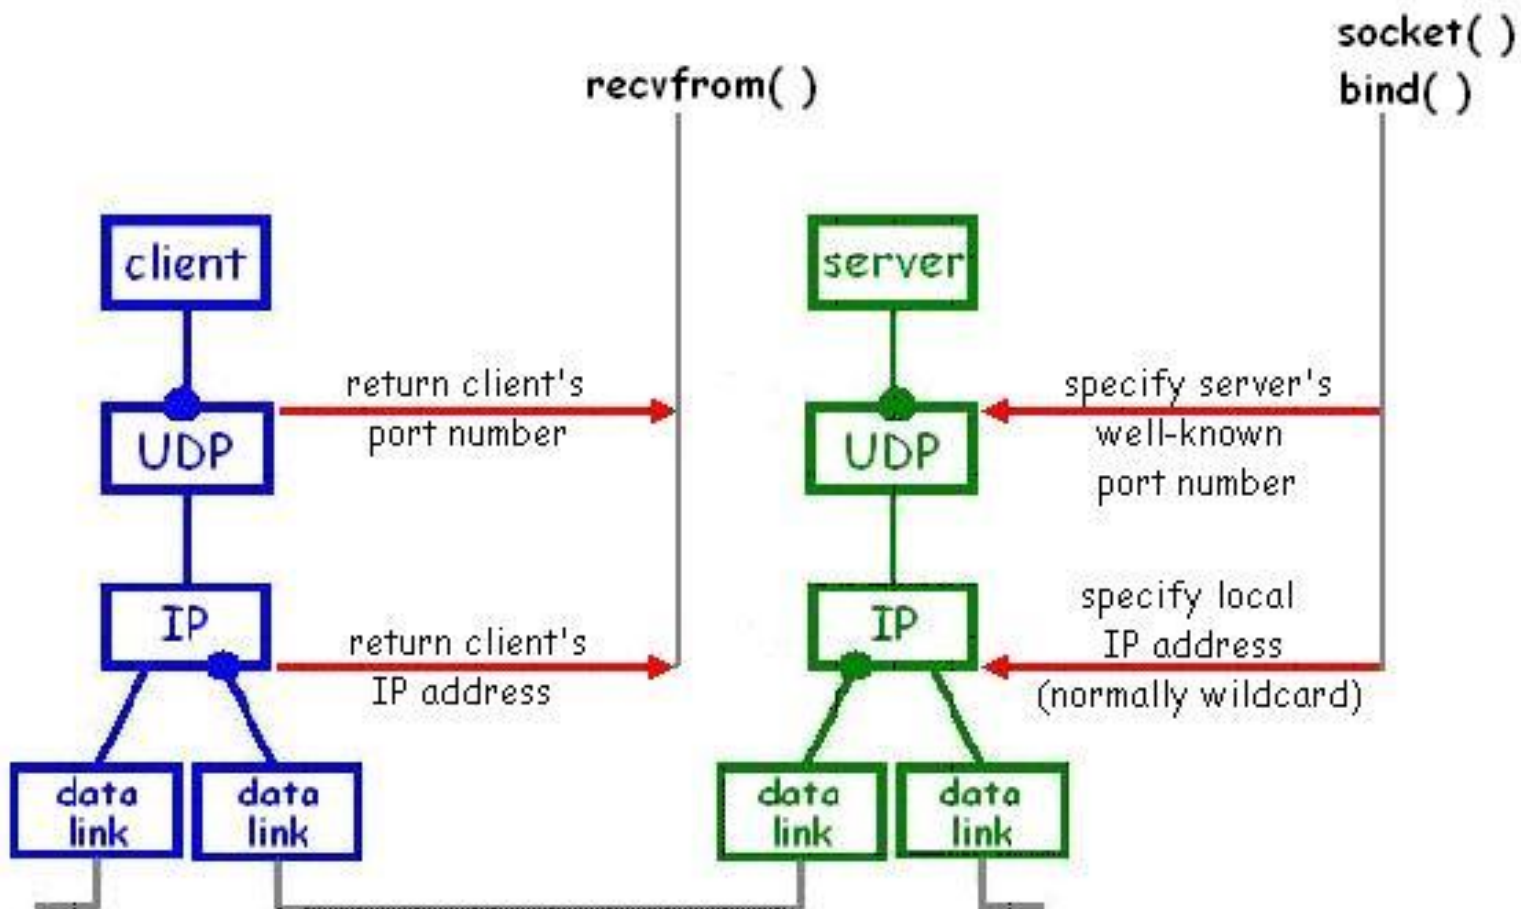 socket( )
bind( )
recvfrom( )
client
server
return client's
port number
specify server's
well-known
port number
UDP
UDP
specify local
IP address
(normally wildcard)
IP
IP
return client's
IP address
data
link
data
link
data
link
data
link